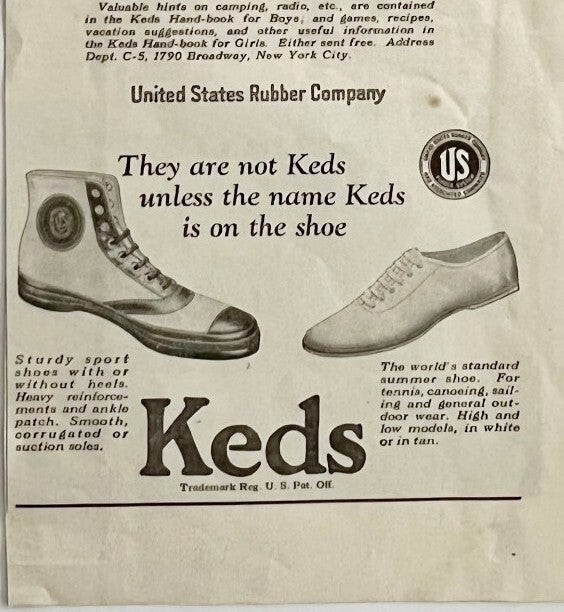 Valuable hints on camping, radio, etc., are contained
in the Keds Hand-book for Boys, and games, recipes,
vacation suggestions, and other useful information in
the Keds Hand-book for Girls. Either sent free. Address
Dept. C-5, 1790 Broadway, New York City.
United States Rubber Company
They are not Keds
unless the name Keds
is on the shoe
UNITED STATES RUBBER COMPANY
US
Sturdy sport
shoes with or
without heels.
Heavy reinforce-
ments and ankle
patch. Smooth,
corrugated or
suction soles.
The world's standard
summer shoe. For
tennis, canoeing, sail-
ing and general out-
door wear. High and
low models, in white
or in tan.
Keds
Trademark Reg. U. S. Pat. Off.